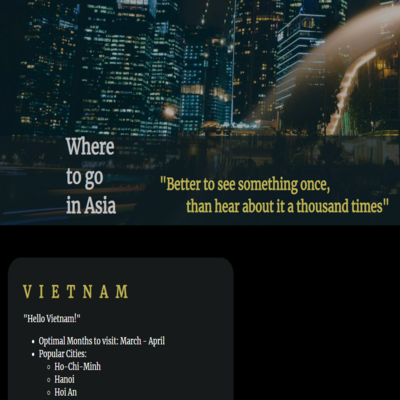 Where
to go
in Asia
"Better to see something once,
than hear about it a thousand times"
VIETNAM
"Hello Vietnam!"
Optimal Months to visit: March - April
Popular Cities:
Ho-Chi-Minh
Hanoi
Hoi An